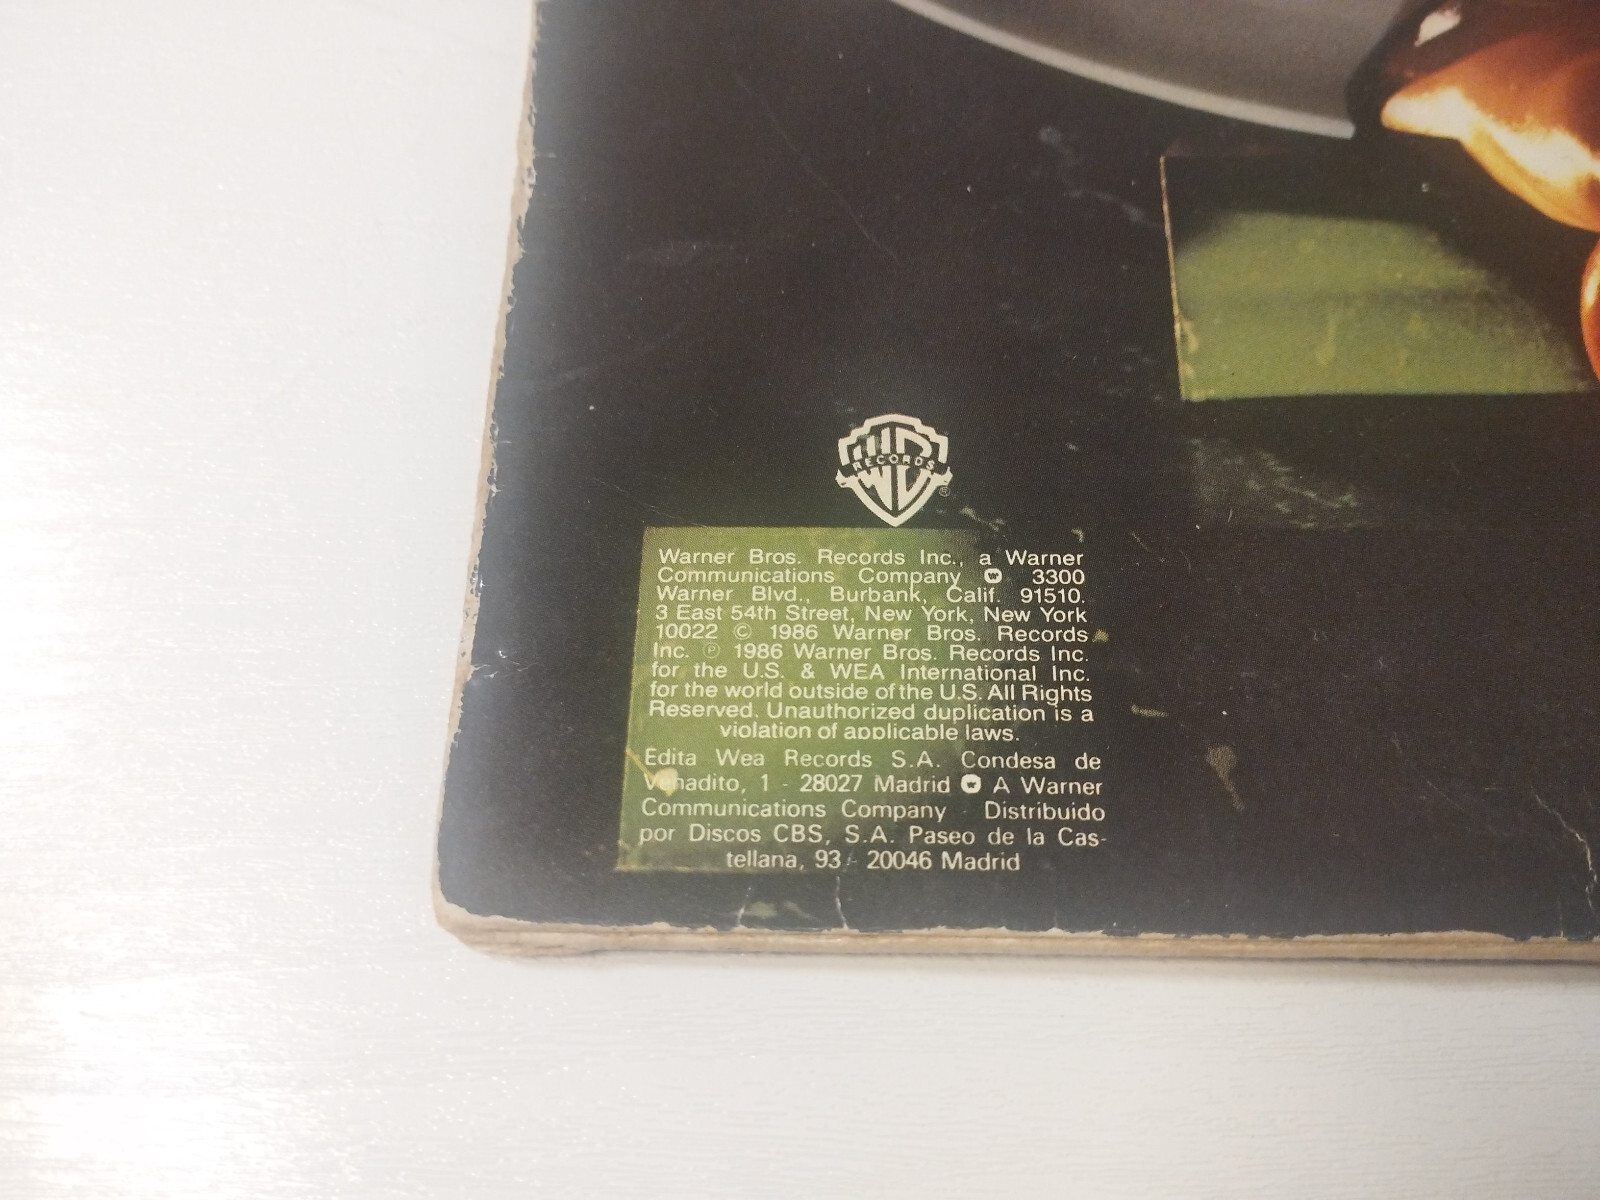 RECORDS
®
Warner Bros. Records Inc., a Warner
Communications Company 3300
Warner Blvd., Burbank, Calif. 91510.
3 East 54th Street, New York, New York
10022 © 1986 Warner Bros. Records
Inc. ℗ 1986 Warner Bros. Records Inc.
for the U.S. & WEA International Inc.
for the world outside of the U.S. All Rights
Reserved. Unauthorized duplication is a
violation of applicable laws.
Edita Wea Records S.A. Condesa de
Venadito, 1 - 28027 Madrid A Warner
Communications Company - Distribuido
por Discos CBS, S.A. Paseo de la Cas-
tellana, 93 - 20046 Madrid